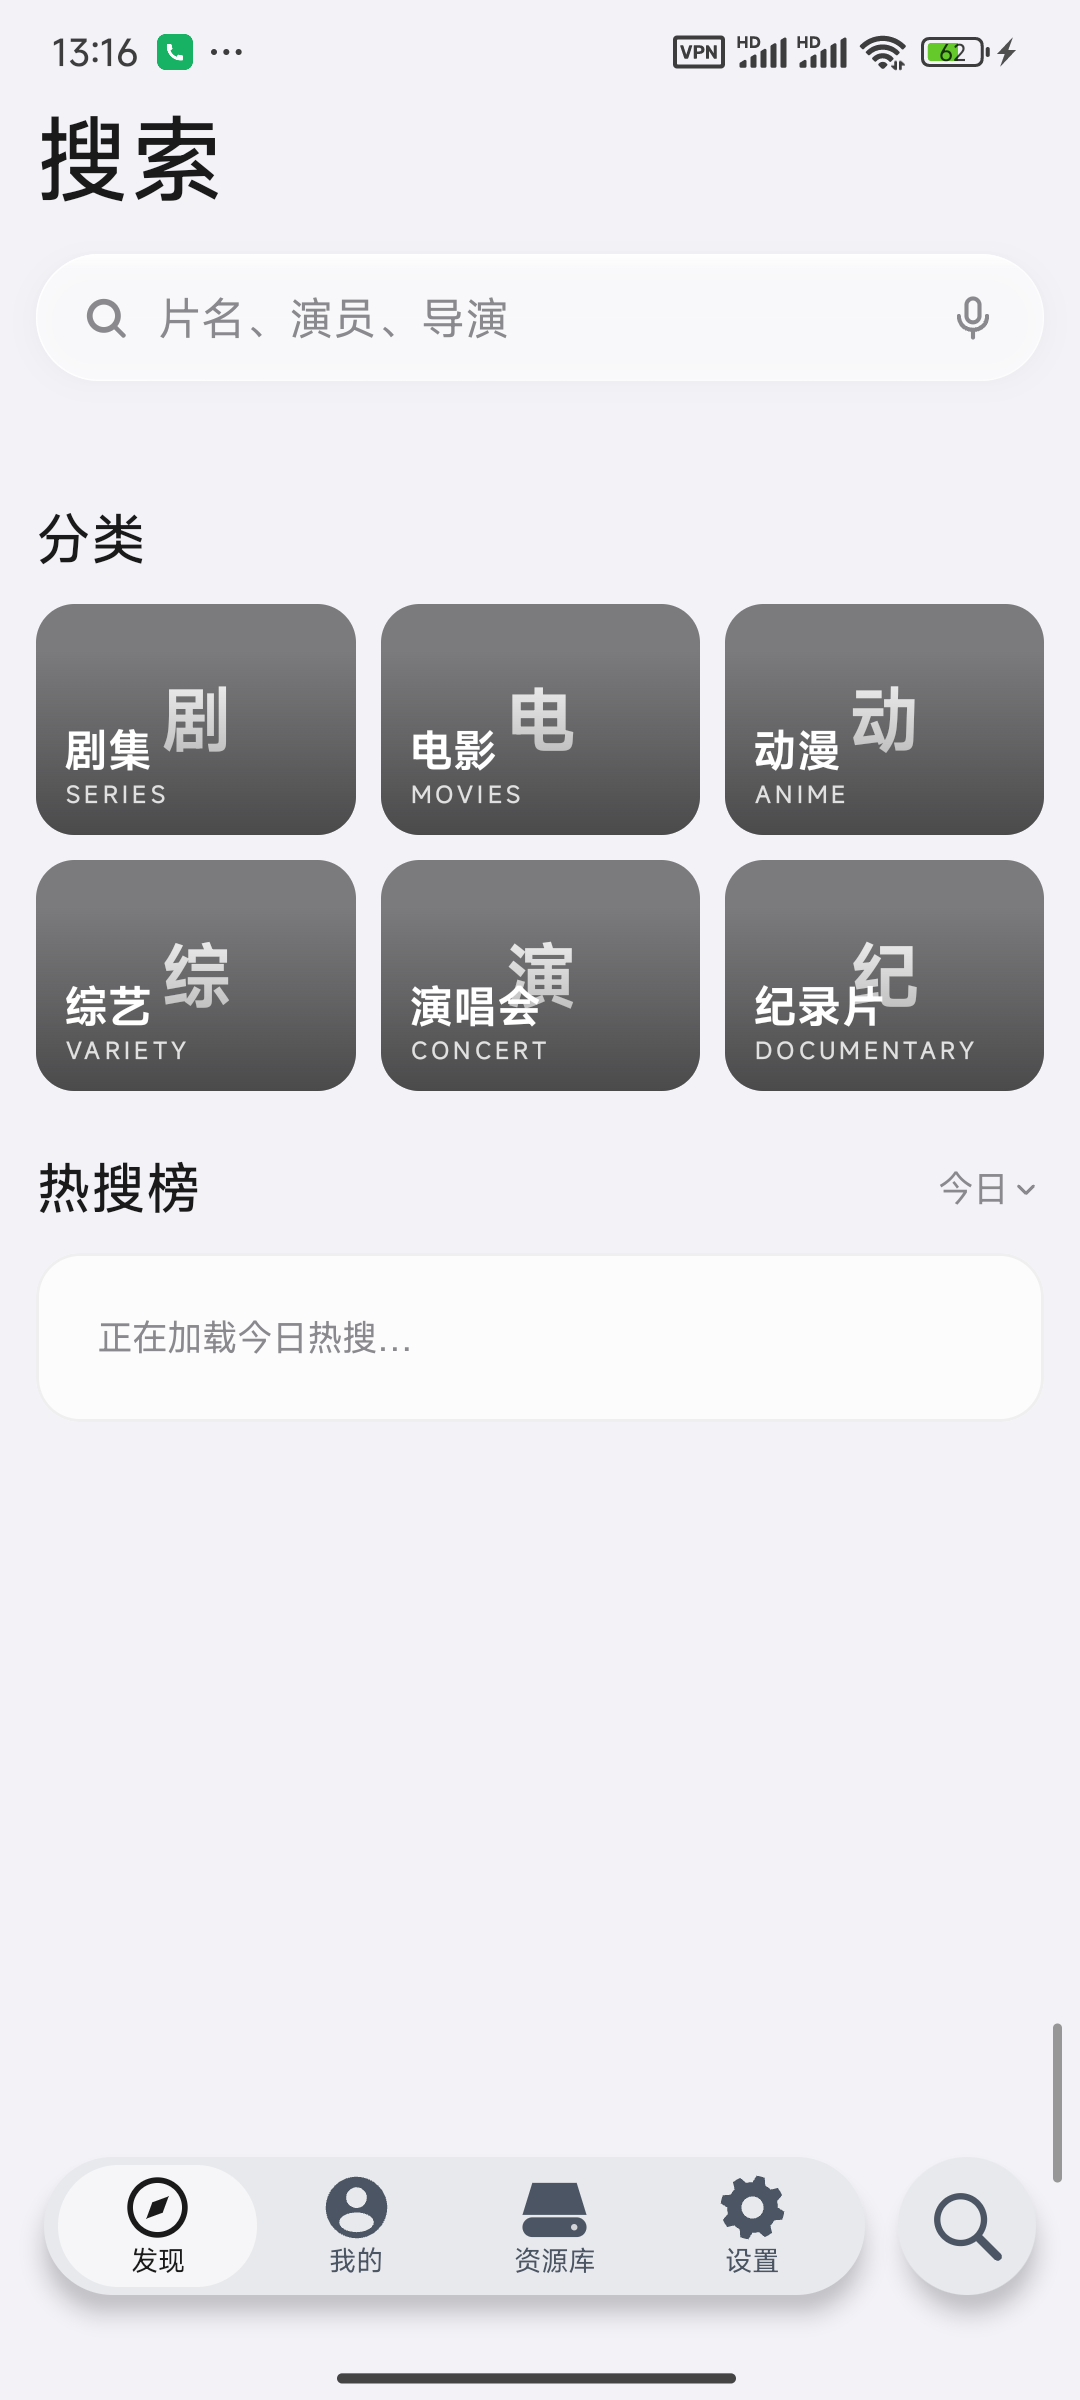 13:16
VPN HD HD 62
搜索
片名、演员、导演
分类
剧
剧集
SERIES
电
电影
MOVIES
动
动漫
ANIME
综
综艺
VARIETY
演
演唱会
CONCERT
纪
纪录片
DOCUMENTARY
热搜榜
今日
正在加载今日热搜...
发现
我的
资源库
设置